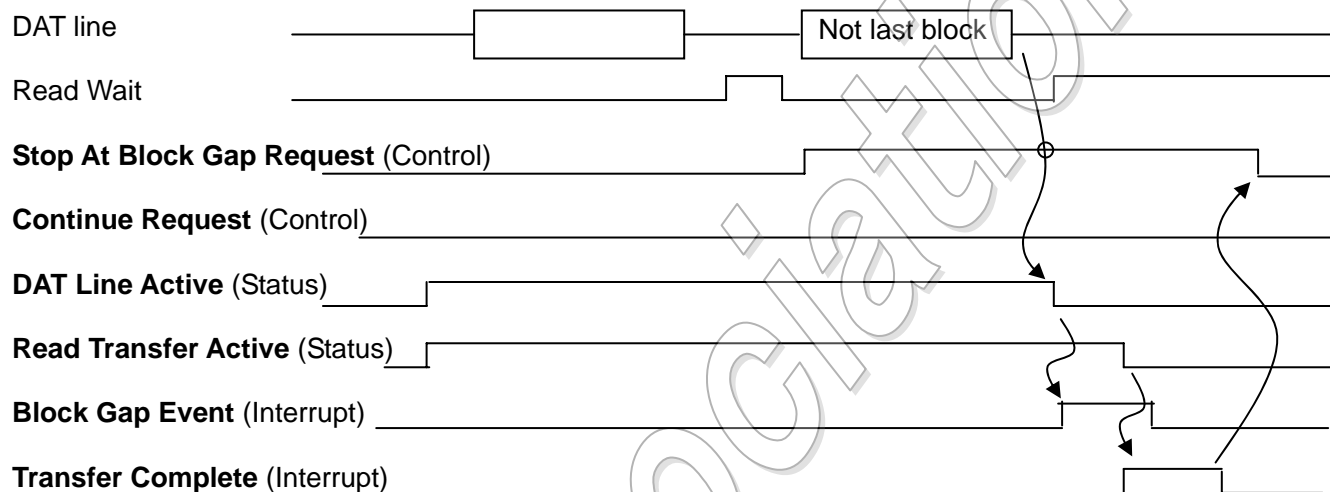 DAT line
Not last block
Read Wait
Stop At Block Gap Request (Control)
Continue Request (Control)
DAT Line Active (Status)
Read Transfer Active (Status)
Block Gap Event (Interrupt)
Transfer Complete (Interrupt)
ociation